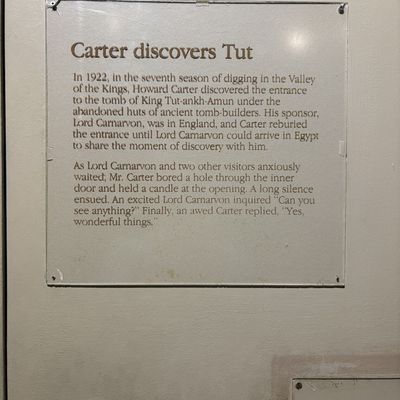 Carter discovers Tut
In 1922, in the seventh season of digging in the Valley
of the Kings, Howard Carter discovered the entrance
to the tomb of King Tut-ankh-Amun under the
abandoned huts of ancient tomb-builders. His sponsor,
Lord Carnarvon, was in England, and Carter reburied
the entrance until Lord Carnarvon could arrive in Egypt
to share the moment of discovery with him.
As Lord Carnarvon and two other visitors anxiously
waited, Mr. Carter bored a hole through the inner
door and held a candle at the opening. A long silence
ensued. An excited Lord Carnarvon inquired "Can you
see anything?" Finally, an awed Carter replied, "Yes,
wonderful things."